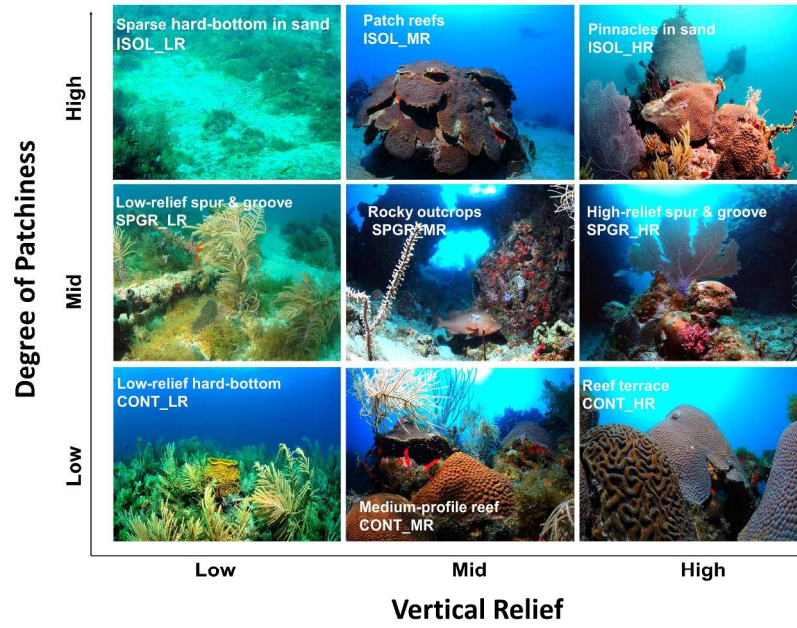 Degree of Patchiness
High
Mid
Low
Sparse hard-bottom in sand
ISOL_LR
Patch reefs
ISOL_MR
Pinnacles in sand
ISOL_HR
Low-relief spur & groove
SPGR_LR
Rocky outcrops
SPGR_MR
High-relief spur & groove
SPGR_HR
Low-relief hard-bottom
CONT_LR
Medium-profile reef
CONT_MR
Reef terrace
CONT_HR
Low
Mid
High
Vertical Relief